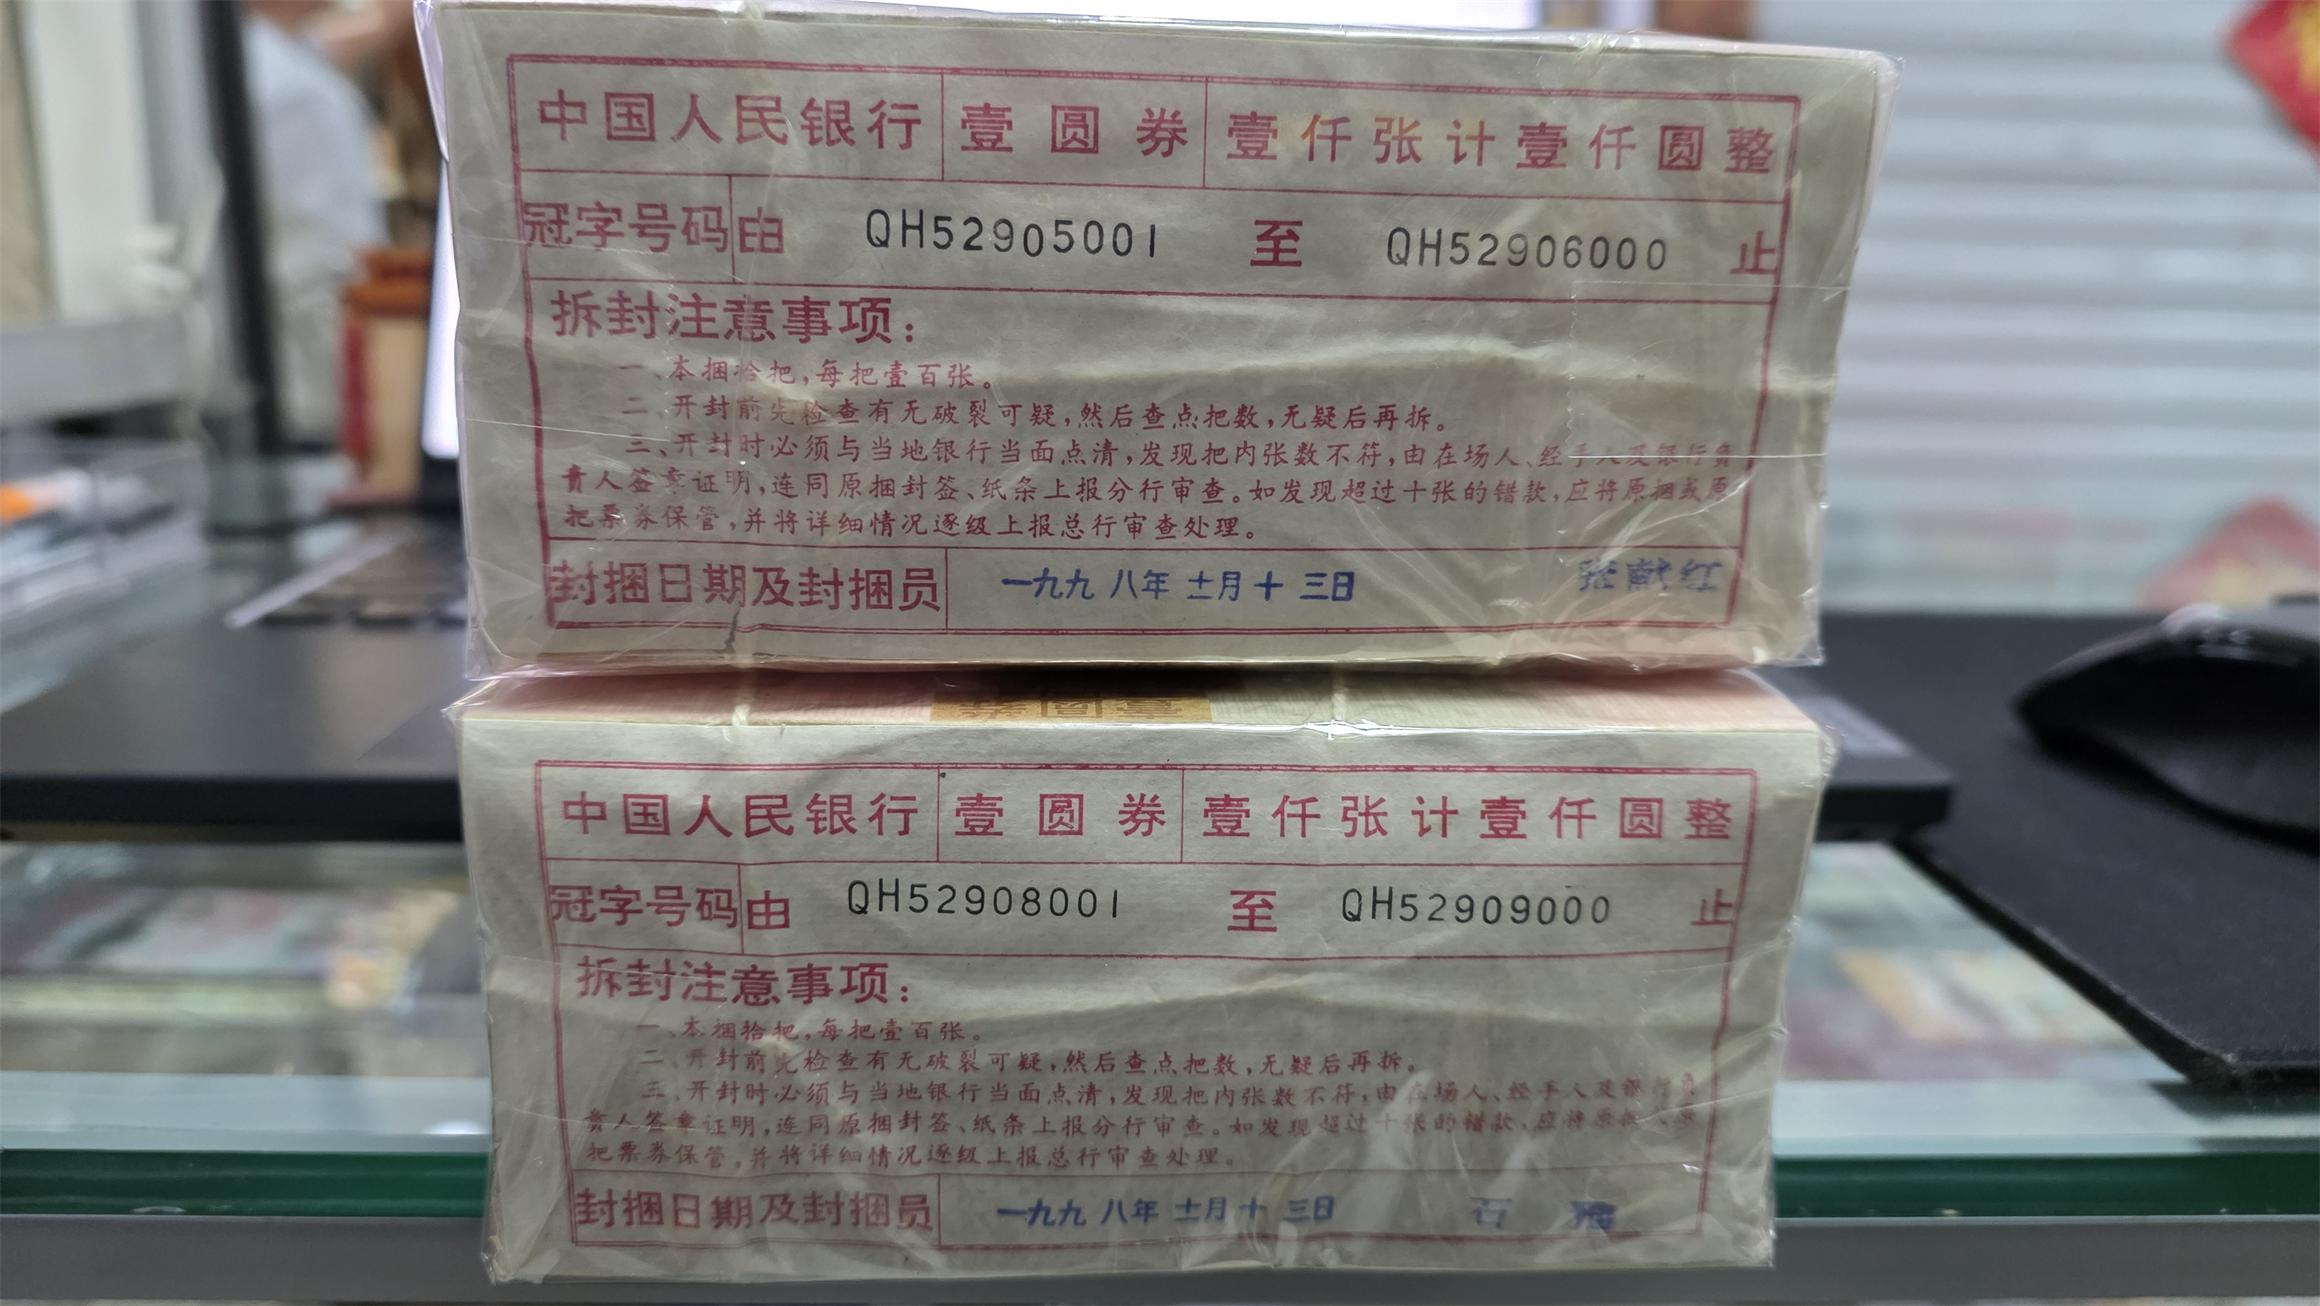 中国人民银行 壹圆券 壹仟张计壹仟圆整
冠字号码由 QH52905001 至 QH52906000 止
拆封注意事项：
一、本捆拾把，每把壹百张。
二、开封前先检查有无破裂可疑，然后查点把数，无疑后再拆。
三、开封时必须与当地银行当面点清，发现把内张数不符，由在场人、经手人及银行负
责人签章证明，连同原捆封签、纸条上报分行审查。如发现超过十张的错款，应将原捆或原
把票券保管，并将详细情况逐级上报总行审查处理。
封捆日期及封捆员 一九九八年十一月十三日 张献红
壹圆券
中国人民银行 壹圆券 壹仟张计壹仟圆整
冠字号码由 QH52908001 至 QH52909000 止
拆封注意事项：
一、本捆拾把，每把壹百张。
二、开封前先检查有无破裂可疑，然后查点把数，无疑后再拆。
三、开封时必须与当地银行当面点清，发现把内张数不符，由在场人、经手人及银行负
责人签章证明，连同原捆封签、纸条上报分行审查。如发现超过十张的错款，应将原捆或原
把票券保管，并将详细情况逐级上报总行审查处理。
封捆日期及封捆员 一九九八年十一月十三日 石